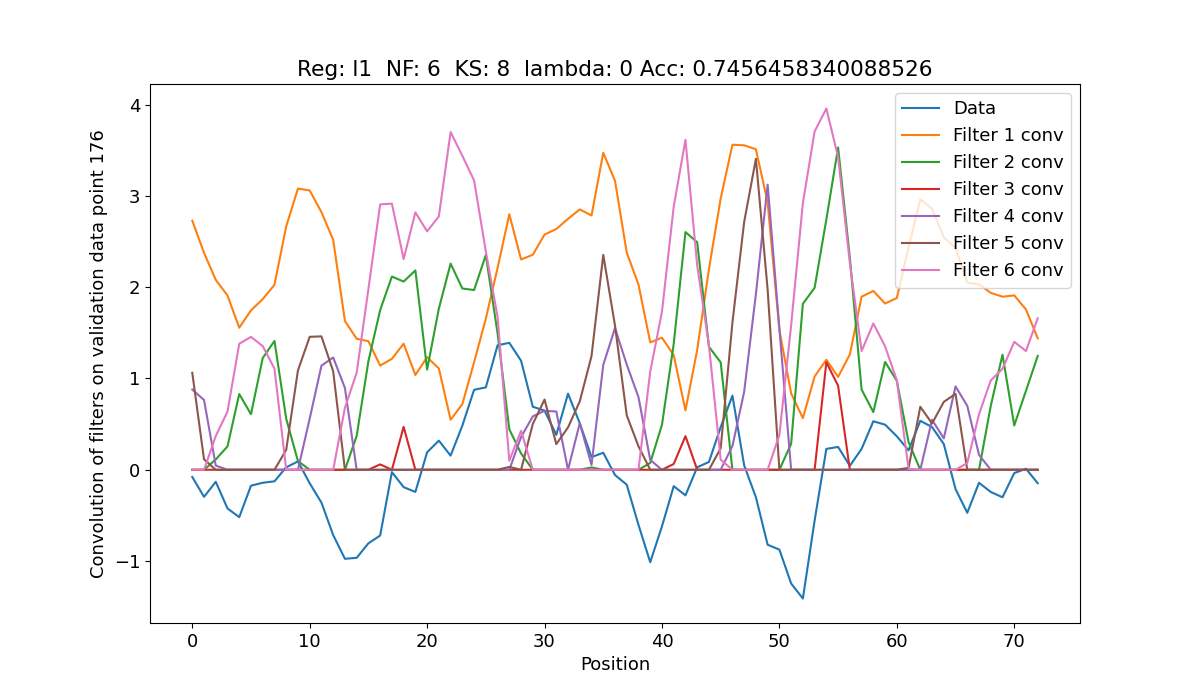 Reg: l1  NF: 6  KS: 8  lambda: 0 Acc: 0.7456458340088526
Convolution of filters on validation data point 176
4
3
2
1
0
−1
Data
Filter 1 conv
Filter 2 conv
Filter 3 conv
Filter 4 conv
Filter 5 conv
Filter 6 conv
0 10 20 30 40 50 60 70
Position